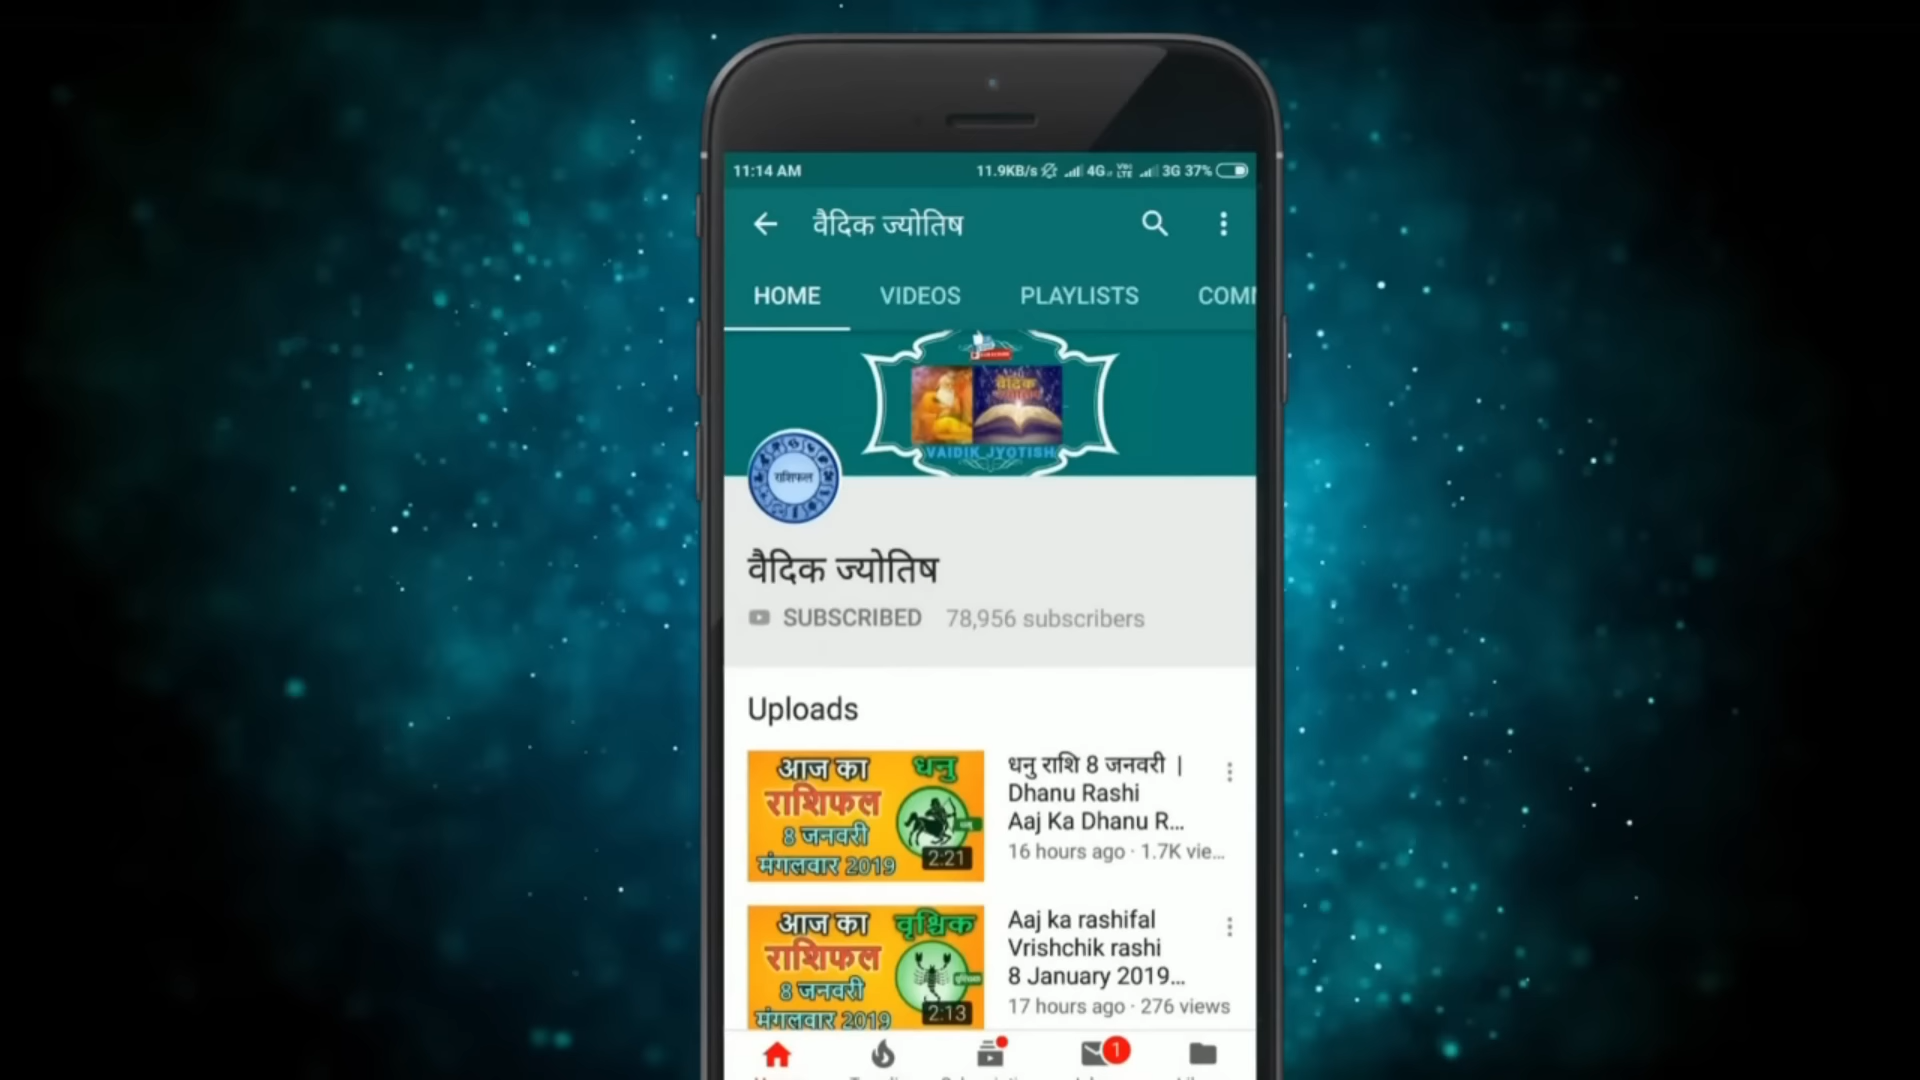 11:14 AM 11.9KB/s 4G 3G 37%
वैदिक ज्योतिष
HOME VIDEOS PLAYLISTS COMM
वैदिक
VAIDIK JYOTISH
राशिफल
वैदिक ज्योतिष
SUBSCRIBED 78,956 subscribers
Uploads
आज का धनु
राशिफल
8 जनवरी
मंगलवार 2019
2:21
धनु राशि 8 जनवरी |
Dhanu Rashi
Aaj Ka Dhanu R...
16 hours ago · 1.7K vie...
आज का वृश्चिक
राशिफल
8 जनवरी
मंगलवार 2019
2:13
Aaj ka rashifal
Vrishchik rashi
8 January 2019...
17 hours ago · 276 views
1